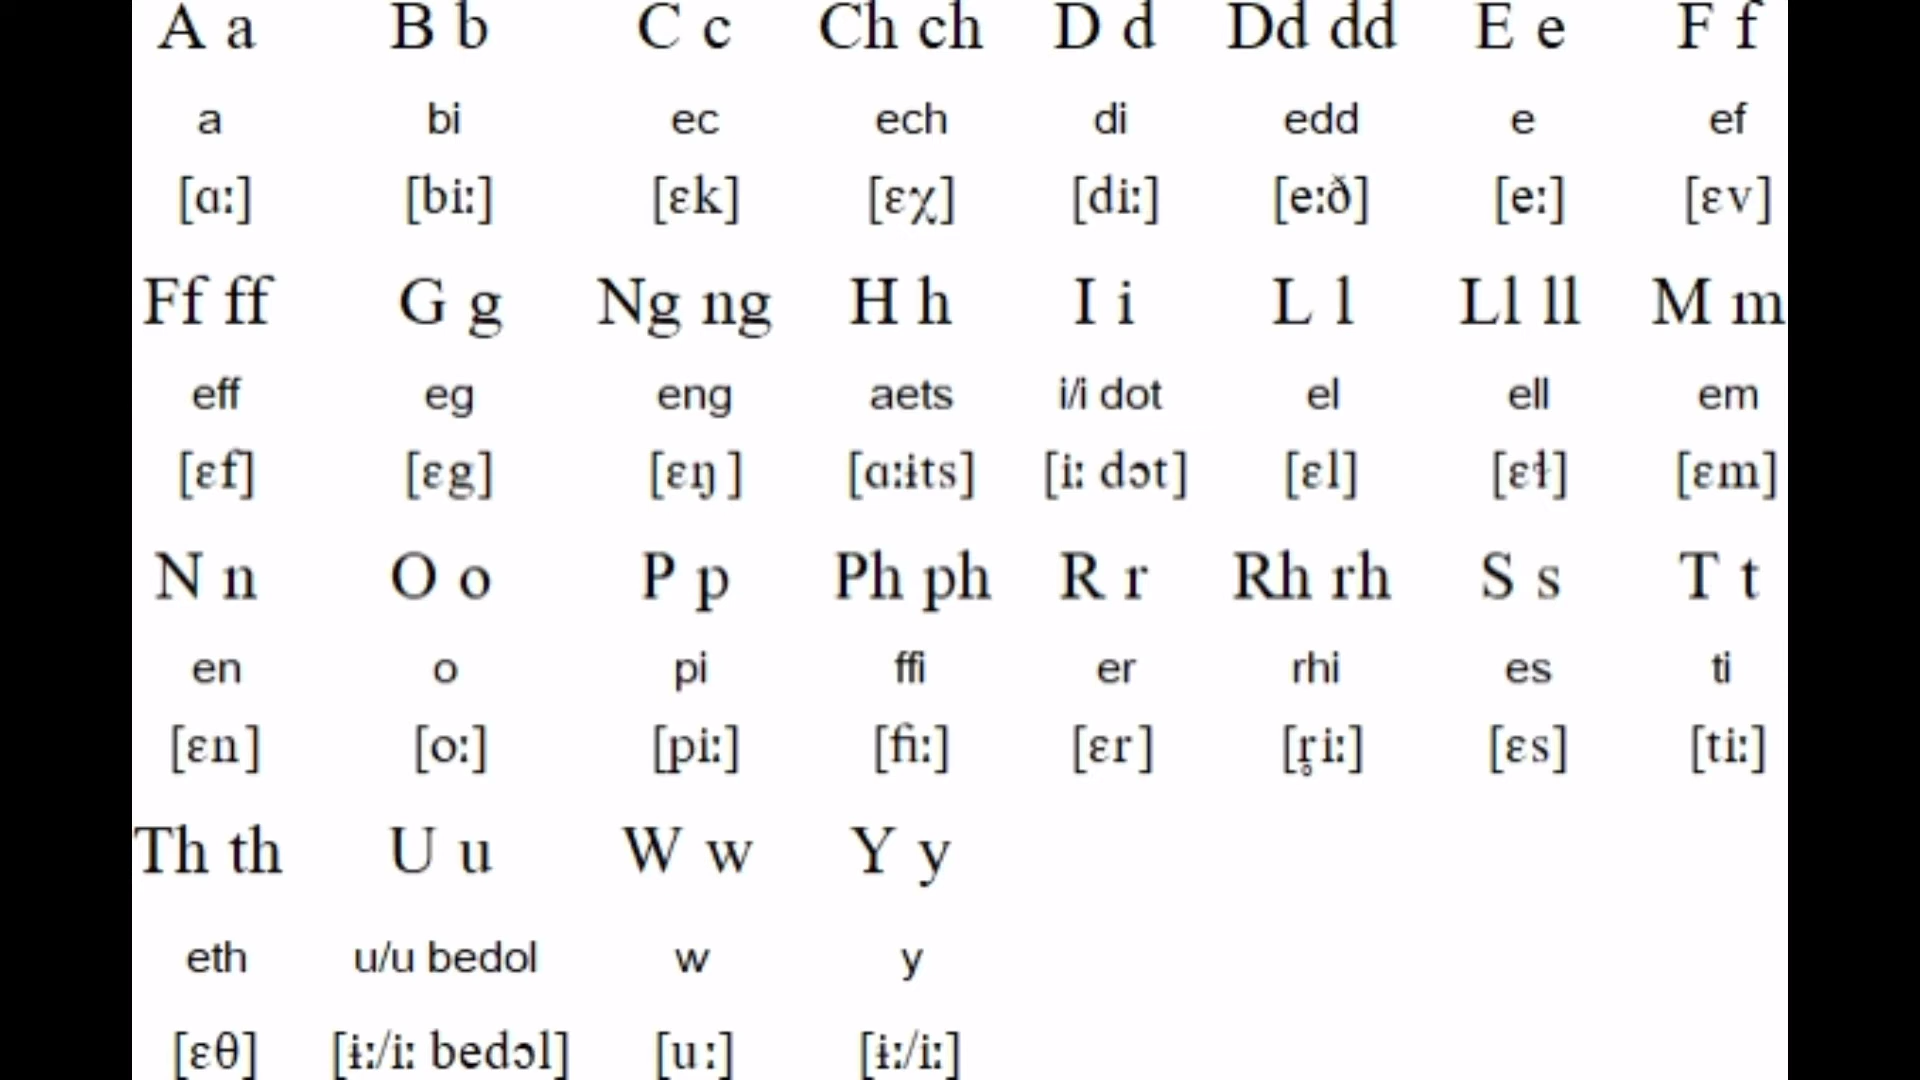 A a B b C c Ch ch D d Dd dd E e F f
a bi ec ech di edd e ef
[ɑː] [biː] [ɛk] [ɛχ] [diː] [eːð] [eː] [ɛv]
Ff ff G g Ng ng H h I i L l Ll ll M m
eff eg eng aets i/i dot el ell em
[ɛf] [ɛg] [ɛŋ] [ɑːɨts] [iː dɔt] [ɛl] [ɛɬ] [ɛm]
N n O o P p Ph ph R r Rh rh S s T t
en o pi ffi er rhi es ti
[ɛn] [oː] [piː] [fiː] [ɛr] [r̥iː] [ɛs] [tiː]
Th th U u W w Y y
eth u/u bedol w y
[ɛθ] [ɨː/iː bedɔl] [uː] [ɨː/iː]